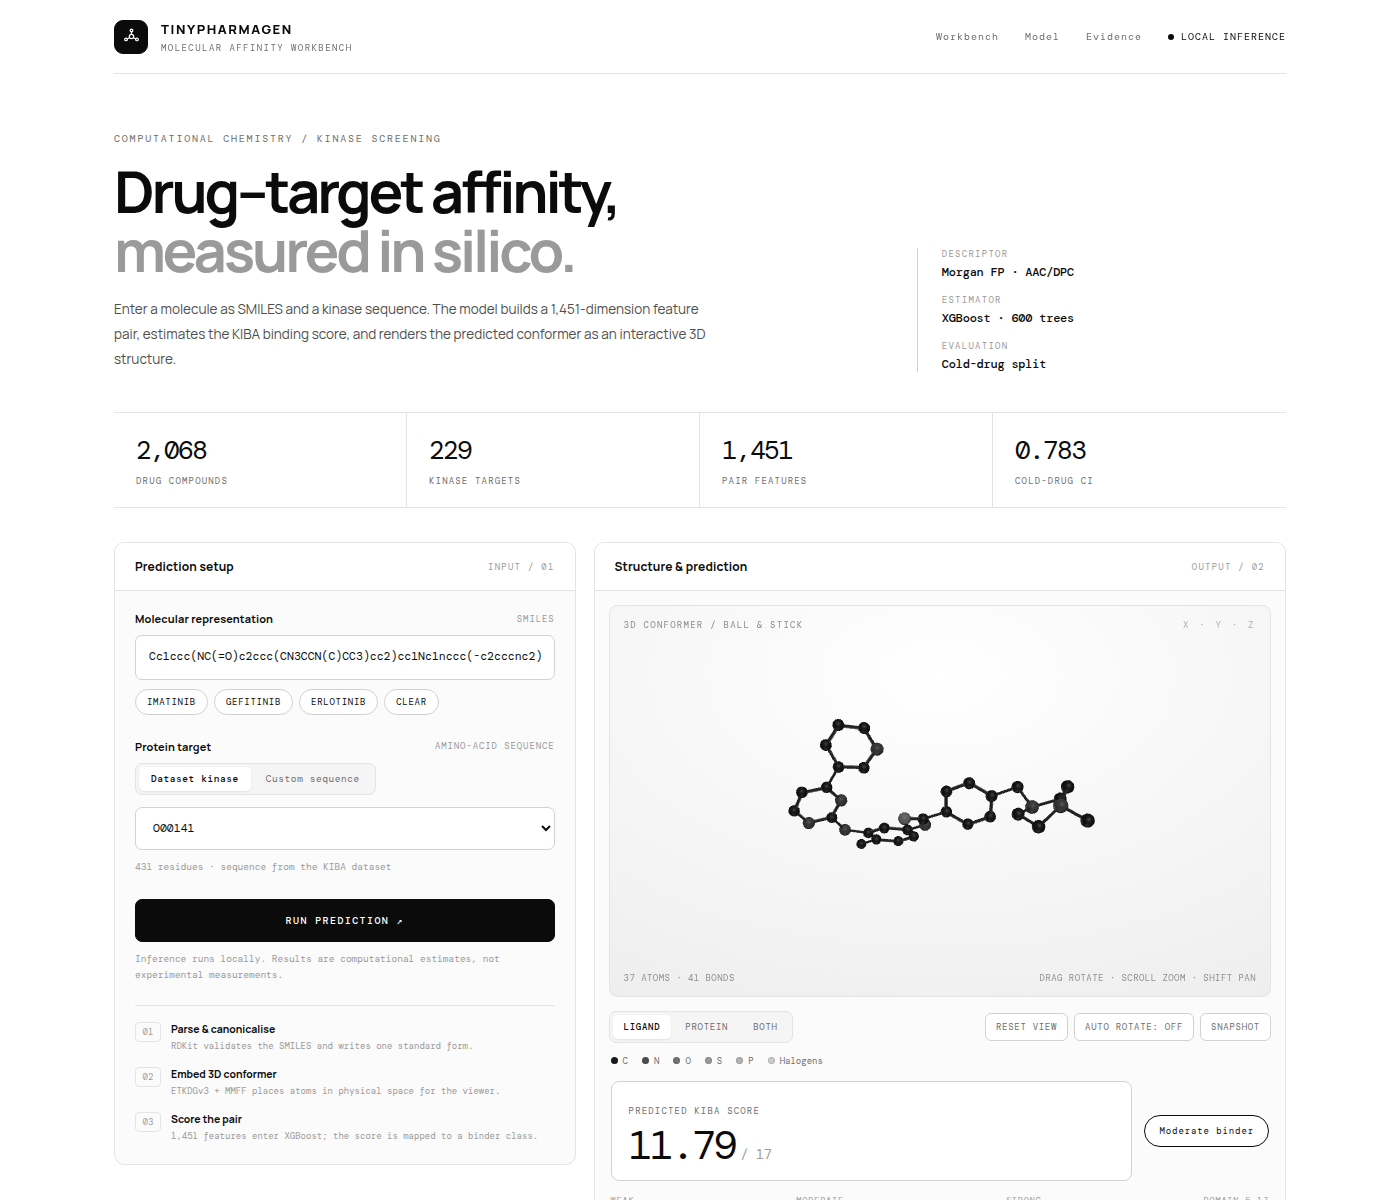 TINYPHARMAGEN
MOLECULAR AFFINITY WORKBENCH
Workbench Model Evidence LOCAL INFERENCE
COMPUTATIONAL CHEMISTRY / KINASE SCREENING
Drug–target affinity,
measured in silico.
Enter a molecule as SMILES and a kinase sequence. The model builds a 1,451-dimension feature
pair, estimates the KIBA binding score, and renders the predicted conformer as an interactive 3D
structure.
DESCRIPTOR
Morgan FP · AAC/DPC
ESTIMATOR
XGBoost · 600 trees
EVALUATION
Cold-drug split
2,068
DRUG COMPOUNDS
229
KINASE TARGETS
1,451
PAIR FEATURES
0.783
COLD-DRUG CI
Prediction setup INPUT / 01
Molecular representation SMILES
Cc1ccc(NC(=O)c2ccc(CN3CCN(C)CC3)cc2)cc1Nc1nccc(-c2cccnc2)
IMATINIB GEFITINIB ERLOTINIB CLEAR
Protein target AMINO-ACID SEQUENCE
Dataset kinase Custom sequence
O00141
431 residues · sequence from the KIBA dataset
RUN PREDICTION ↗
Inference runs locally. Results are computational estimates, not
experimental measurements.
01 Parse & canonicalise
RDKit validates the SMILES and writes one standard form.
02 Embed 3D conformer
ETKDGv3 + MMFF places atoms in physical space for the viewer.
03 Score the pair
1,451 features enter XGBoost; the score is mapped to a binder class.
Structure & prediction OUTPUT / 02
3D CONFORMER / BALL & STICK X · Y · Z
37 ATOMS · 41 BONDS DRAG ROTATE · SCROLL ZOOM · SHIFT PAN
LIGAND PROTEIN BOTH RESET VIEW AUTO ROTATE: OFF SNAPSHOT
C N O S P Halogens
PREDICTED KIBA SCORE
11.79 / 17
Moderate binder
WEAK MODERATE STRONG DOMAIN 5–17